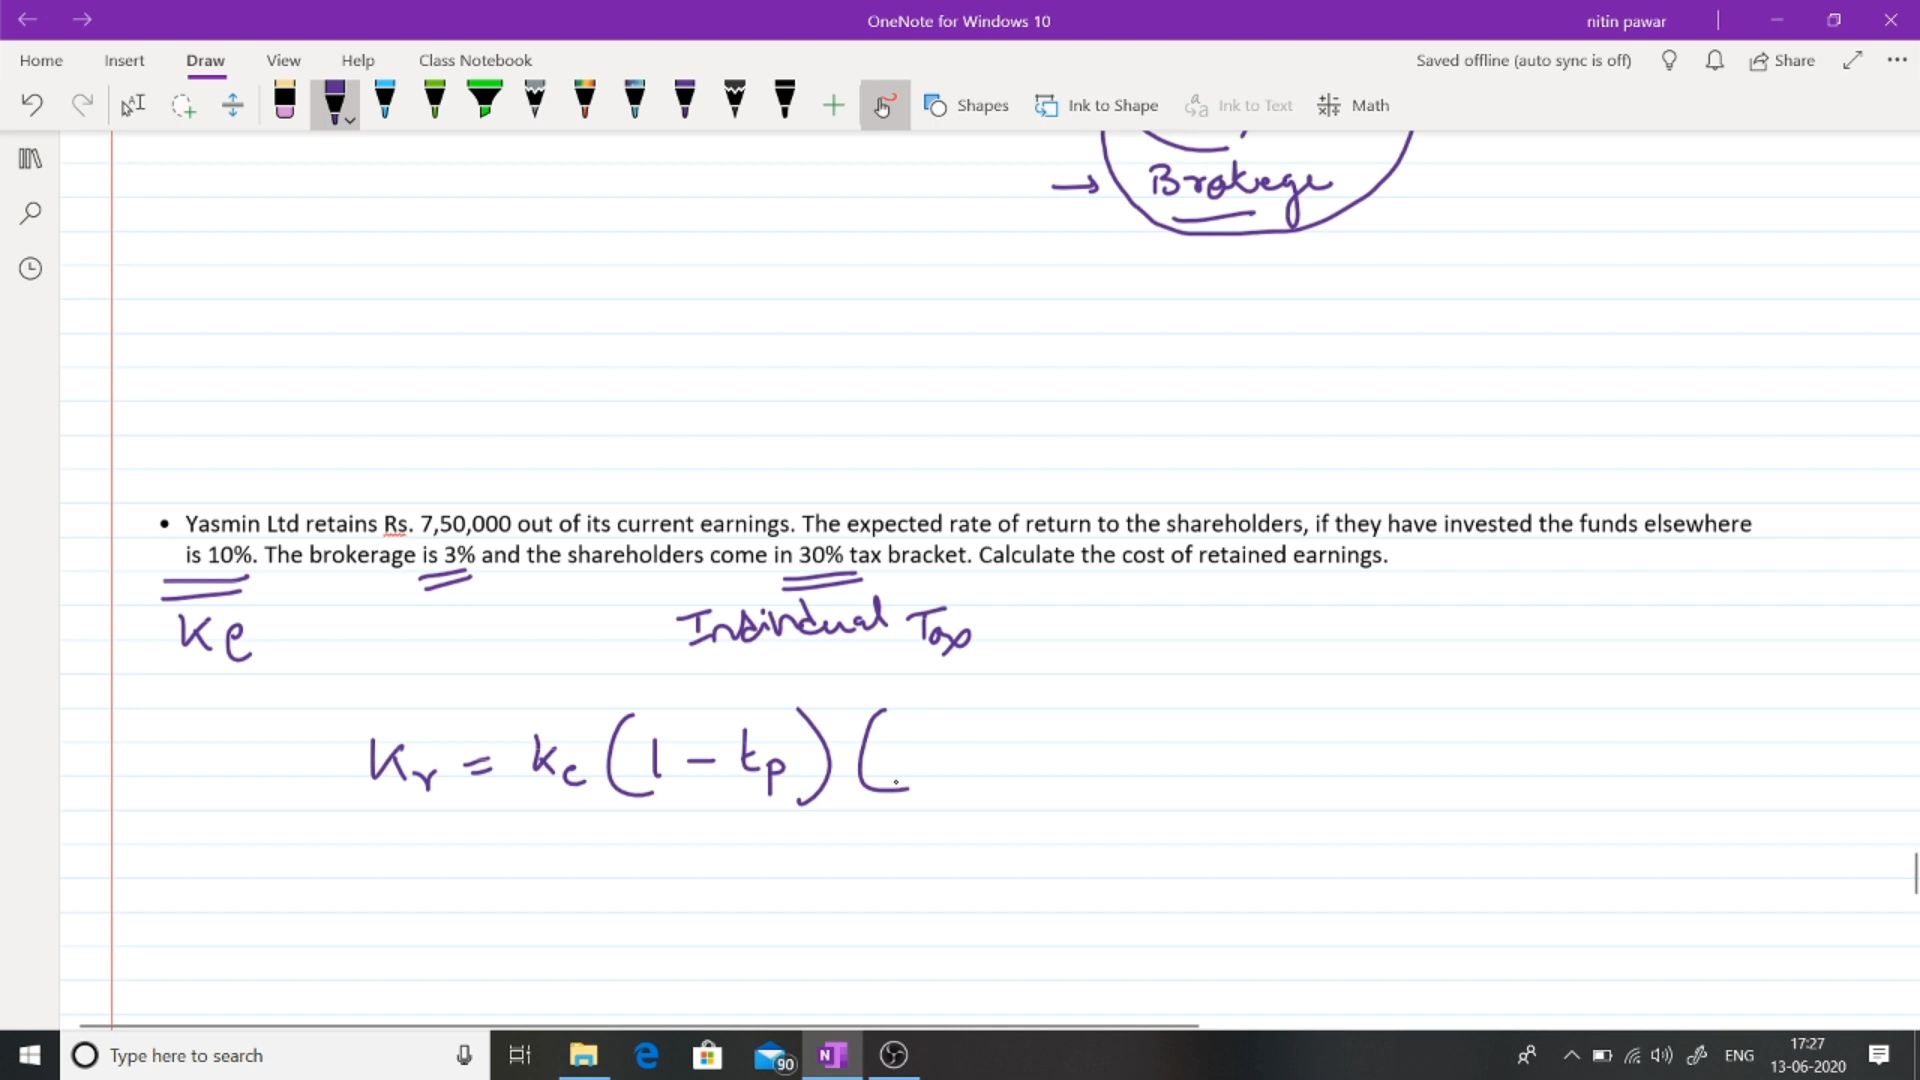 OneNote for Windows 10
nitin pawar
Home Insert Draw View Help Class Notebook
Saved offline (auto sync is off) Share
Shapes Ink to Shape Ink to Text Math
Brokege
• Yasmin Ltd retains Rs. 7,50,000 out of its current earnings. The expected rate of return to the shareholders, if they have invested the funds elsewhere
is 10%. The brokerage is 3% and the shareholders come in 30% tax bracket. Calculate the cost of retained earnings.
Ke
Individual Tax
Kr = ke (1 - tp) (
Type here to search
90
ENG
17:27
13-06-2020